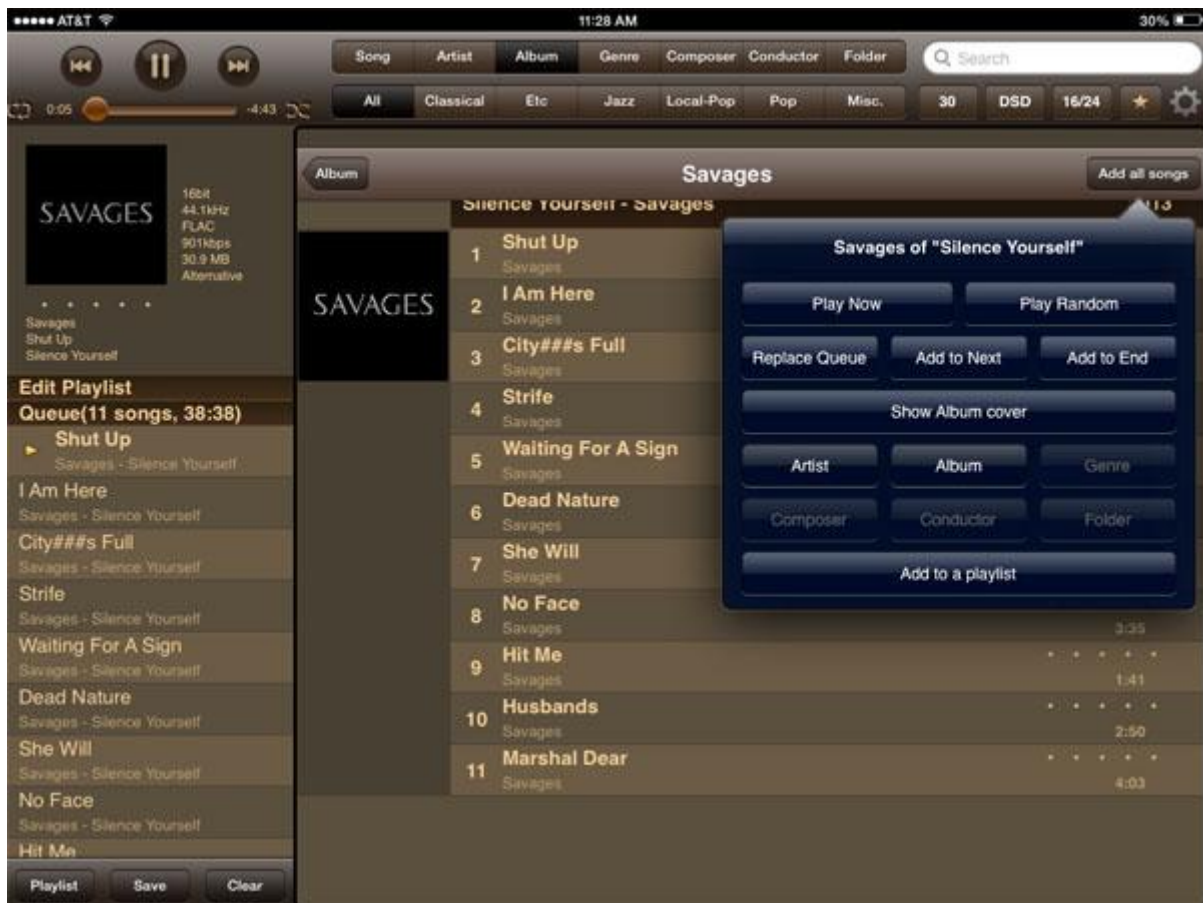 AT&T 11:28 AM 30%
Song Artist Album Genre Composer Conductor Folder Search
0:05 -4:43
All Classical Etc Jazz Local-Pop Pop Misc. 30 DSD 16/24
SAVAGES
16bit
44.1kHz
FLAC
901kbps
30.9 MB
Alternative
Savages
Shut Up
Silence Yourself
Edit Playlist
Queue(11 songs, 38:38)
Shut Up
Savages - Silence Yourself
I Am Here
Savages - Silence Yourself
City###s Full
Savages - Silence Yourself
Strife
Savages - Silence Yourself
Waiting For A Sign
Savages - Silence Yourself
Dead Nature
Savages - Silence Yourself
She Will
Savages - Silence Yourself
No Face
Savages - Silence Yourself
Hit Me
Playlist Save Clear
Album Savages Add all songs
Silence Yourself - Savages
SAVAGES
1 Shut Up
Savages
2 I Am Here
Savages
3 City###s Full
Savages
4 Strife
Savages
5 Waiting For A Sign
Savages
6 Dead Nature
Savages
7 She Will
Savages
8 No Face
Savages 3:35
9 Hit Me
Savages 1:41
10 Husbands
Savages 2:50
11 Marshal Dear
Savages 4:03
Savages of "Silence Yourself"
Play Now Play Random
Replace Queue Add to Next Add to End
Show Album cover
Artist Album Genre
Composer Conductor Folder
Add to a playlist